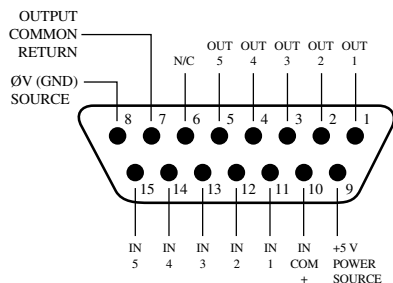 OUTPUT
COMMON
RETURN
ØV (GND)
SOURCE
N/C
OUT
5
OUT
4
OUT
3
OUT
2
OUT
1
8 7 6 5 4 3 2 1
15 14 13 12 11 10 9
IN
5
IN
4
IN
3
IN
2
IN
1
IN
COM
+
+5 V
POWER
SOURCE